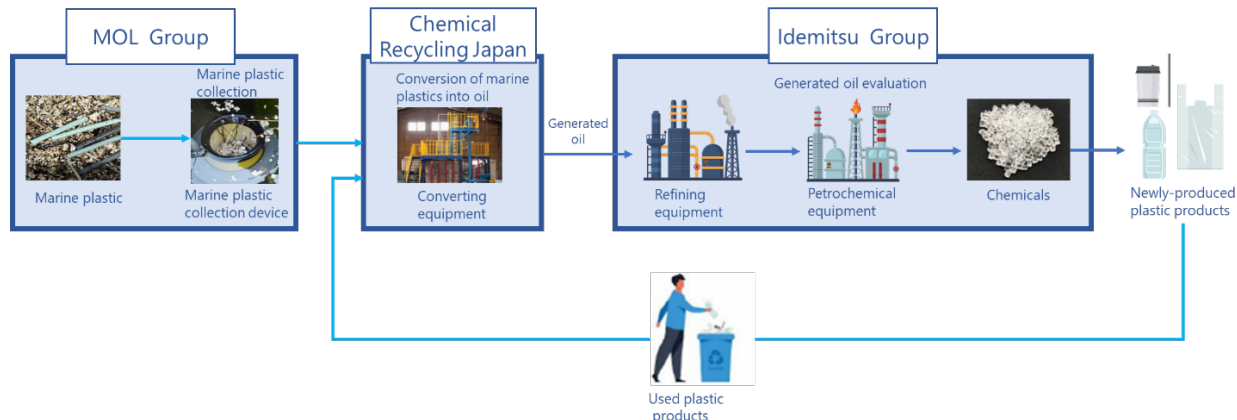 MOL Group
Marine plastic
collection
Marine plastic
Marine plastic
collection device
Chemical
Recycling Japan
Conversion of marine
plastics into oil
Converting
equipment
Generated
oil
Idemitsu Group
Generated oil evaluation
Refining
equipment
Petrochemical
equipment
Chemicals
Newly-produced
plastic products
Used plastic
products